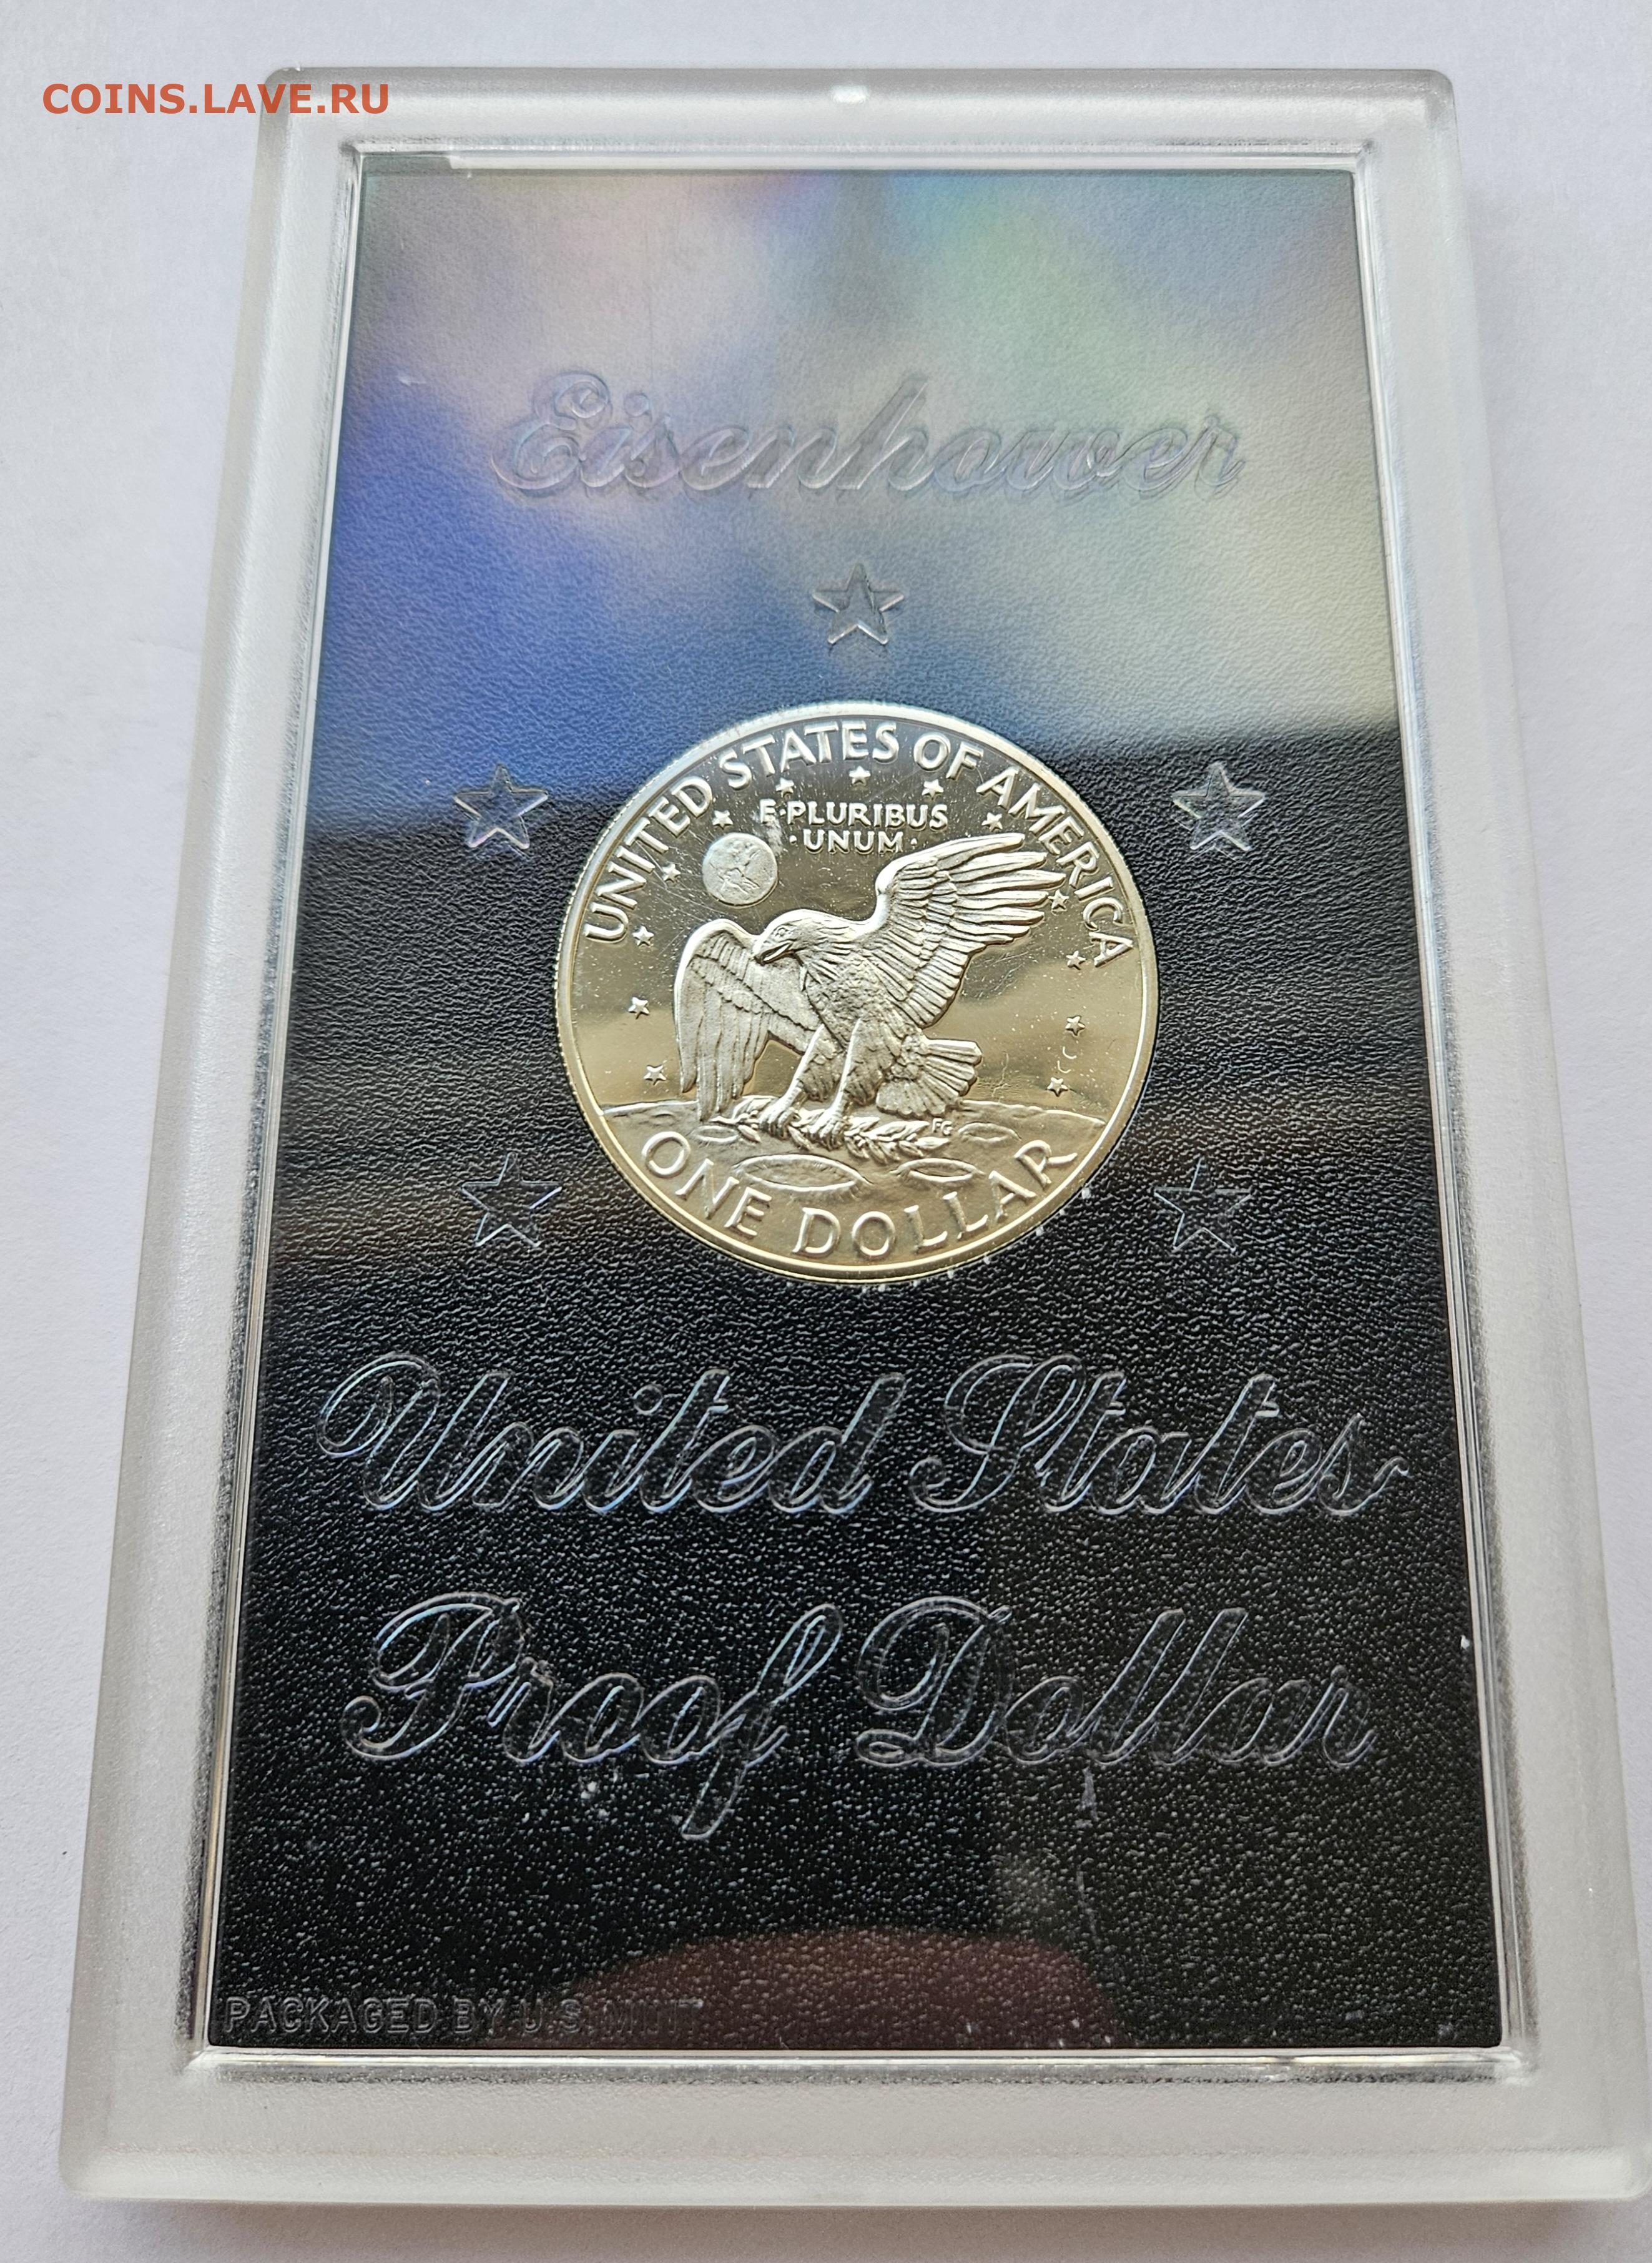 COINS.LAVE.RU
Eisenhower
UNITED STATES OF AMERICA
E·PLURIBUS
·UNUM·
FG
ONE DOLLAR
United States
Proof Dollar
PACKAGED BY U.S. MINT